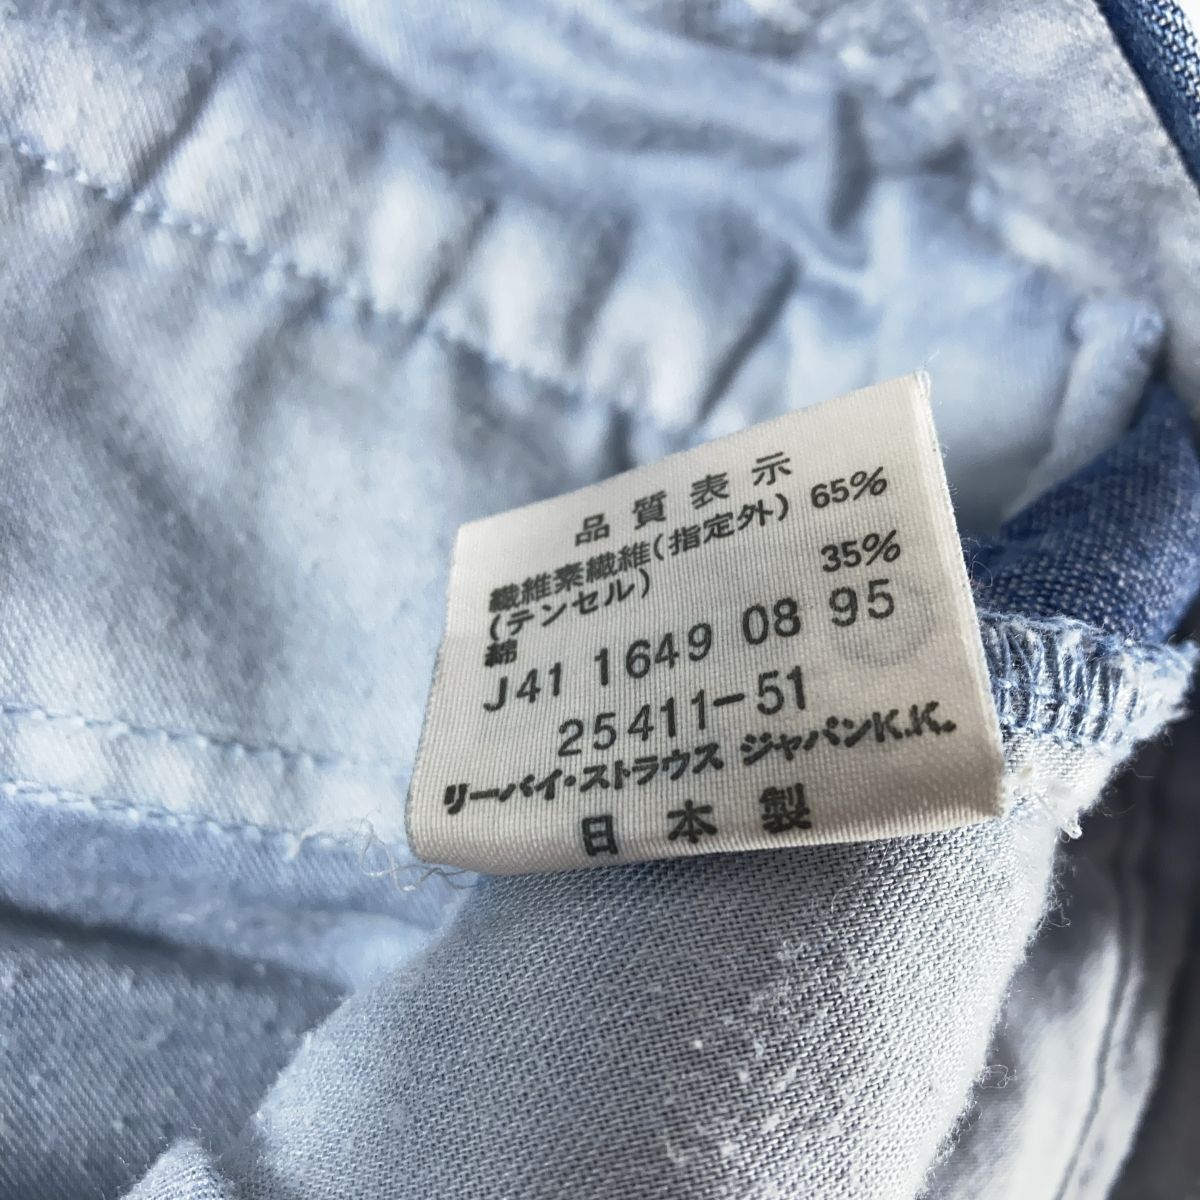 品質表示
繊維素繊維(指定外) 65%
(テンセル)
綿 35%
J41 1649 08 95
25411-51
リーバイ・ストラウス ジャパンK.K.
日本製